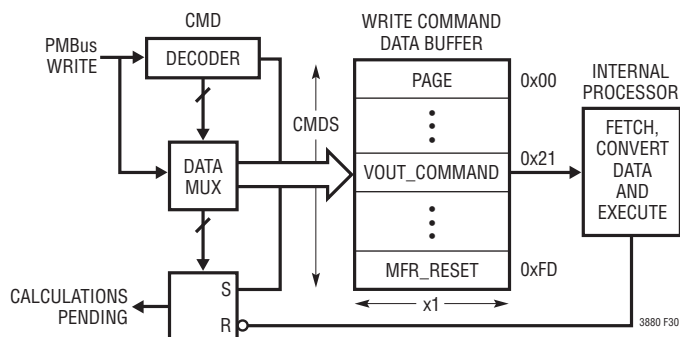 CMD
PMBus
WRITE
DECODER
DATA
MUX
CALCULATIONS
PENDING
S
R
CMDS
WRITE COMMAND
DATA BUFFER
PAGE
0x00
VOUT_COMMAND
0x21
MFR_RESET
0xFD
x1
INTERNAL
PROCESSOR
FETCH,
CONVERT
DATA
AND
EXECUTE
3880 F30